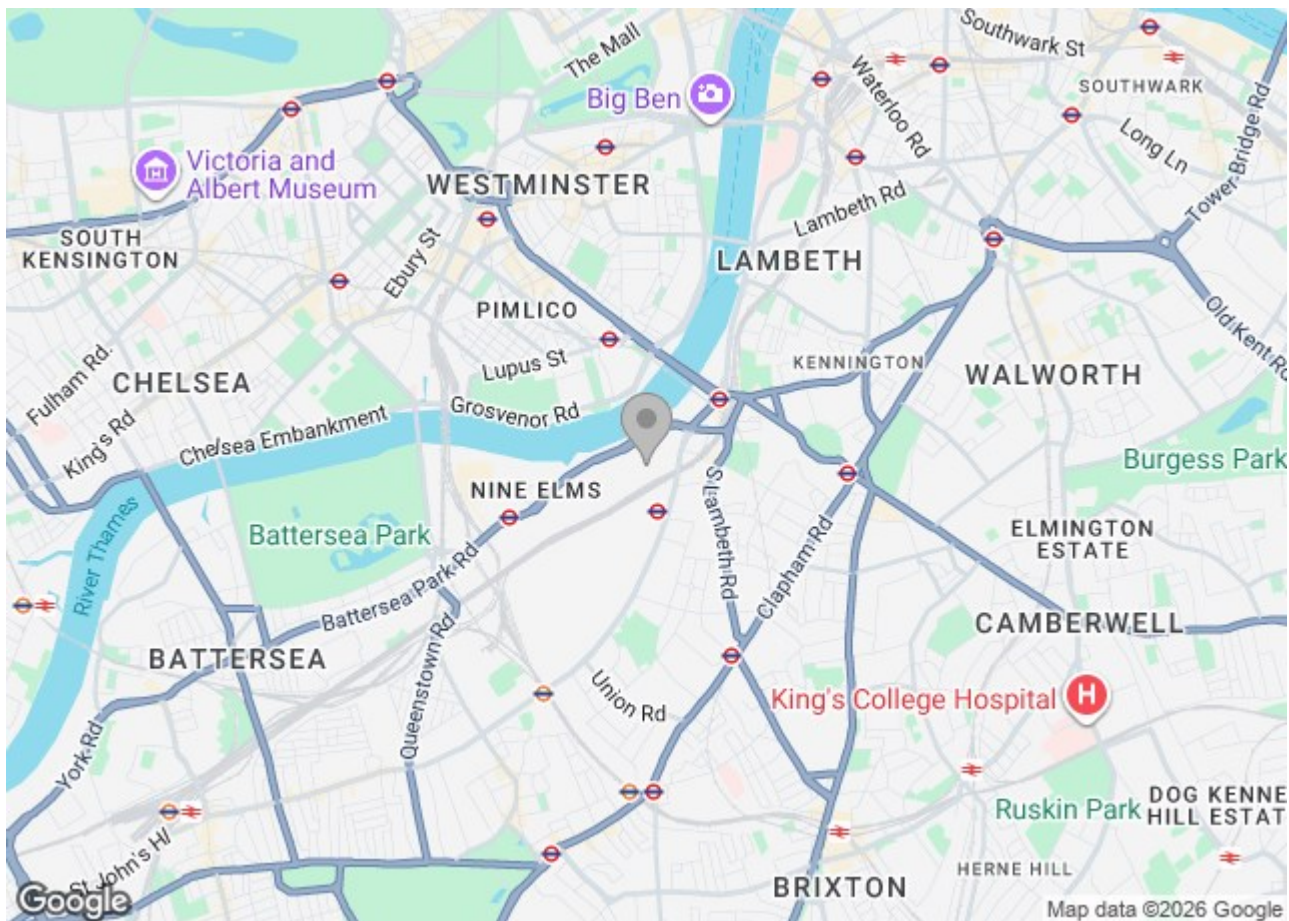 Southwark St
The Mall
Big Ben
Waterloo Rd
SOUTHWARK
Long Ln
Tower Bridge Rd
Victoria and
Albert Museum
WESTMINSTER
Lambeth Rd
SOUTH
KENSINGTON
Ebury St
LAMBETH
PIMLICO
Old Kent Rd
Lupus St
KENNINGTON
Fulham Rd.
CHELSEA
WALWORTH
King's Rd
Grosvenor Rd
Chelsea Embankment
Burgess Park
NINE ELMS
S Lambeth Rd
Battersea Park
Clapham Rd
ELMINGTON
ESTATE
River Thames
Battersea Park Rd
CAMBERWELL
BATTERSEA
Queenstown Rd
Union Rd
King's College Hospital
H
York Rd
Ruskin Park
DOG KENNE
HILL ESTAT
St John's Hl
HERNE HILL
BRIXTON
Google
Map data ©2026 Google